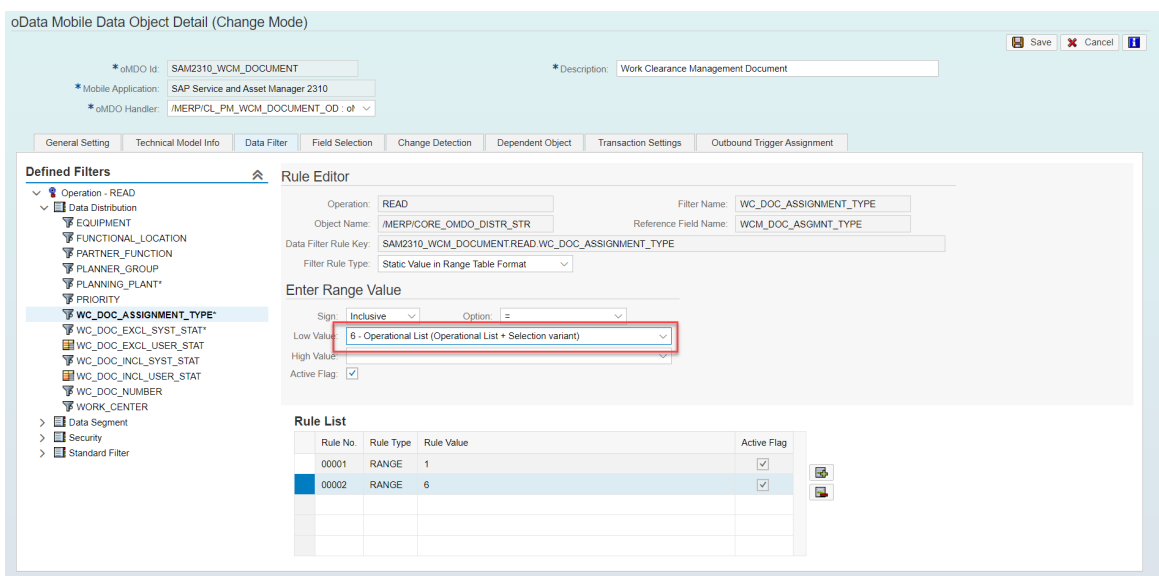 oData Mobile Data Object Detail (Change Mode)
Save Cancel
* oMDO Id: SAM2310_WCM_DOCUMENT * Description: Work Clearance Management Document
* Mobile Application: SAP Service and Asset Manager 2310
* oMDO Handler: /MERP/CL_PM_WCM_DOCUMENT_OD : oM
General Setting Technical Model Info Data Filter Field Selection Change Detection Dependent Object Transaction Settings Outbound Trigger Assignment
Defined Filters
Operation - READ
Data Distribution
EQUIPMENT
FUNCTIONAL_LOCATION
PARTNER_FUNCTION
PLANNER_GROUP
PLANNING_PLANT*
PRIORITY
WC_DOC_ASSIGNMENT_TYPE*
WC_DOC_EXCL_SYST_STAT*
WC_DOC_EXCL_USER_STAT
WC_DOC_INCL_SYST_STAT
WC_DOC_INCL_USER_STAT
WC_DOC_NUMBER
WORK_CENTER
Data Segment
Security
Standard Filter
Rule Editor
Operation: READ Filter Name: WC_DOC_ASSIGNMENT_TYPE
Object Name: /MERP/CORE_OMDO_DISTR_STR Reference Field Name: WCM_DOC_ASGMNT_TYPE
Data Filter Rule Key: SAM2310_WCM_DOCUMENT.READ.WC_DOC_ASSIGNMENT_TYPE
Filter Rule Type: Static Value in Range Table Format
Enter Range Value
Sign: Inclusive Option: =
Low Value: 6 - Operational List (Operational List + Selection variant)
High Value:
Active Flag:
Rule List
Rule No. Rule Type Rule Value Active Flag
00001 RANGE 1
00002 RANGE 6